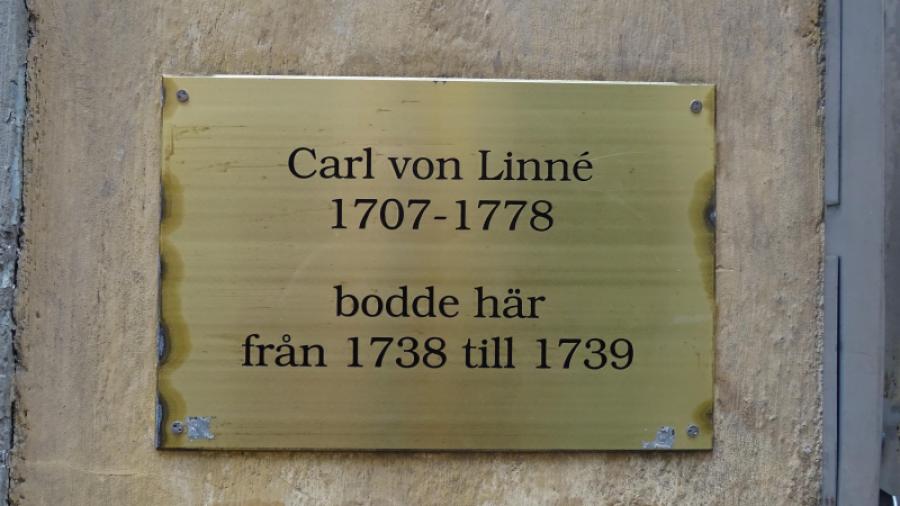 Carl von Linné
1707-1778
bodde här
från 1738 till 1739